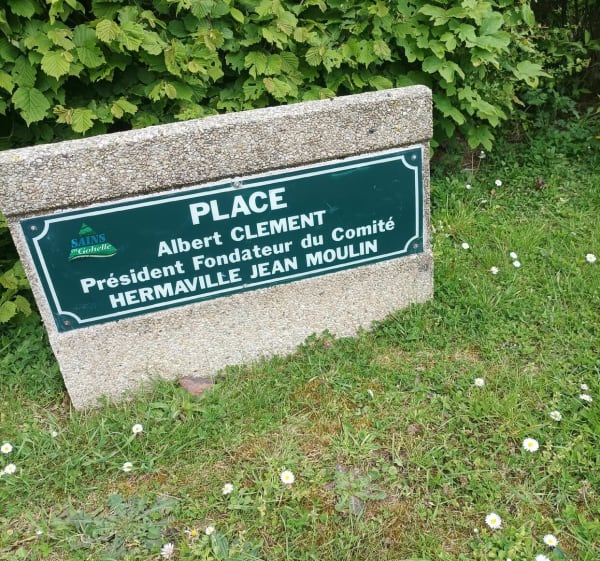 PLACE
Albert CLEMENT
Président Fondateur du Comité
HERMAVILLE JEAN MOULIN
SAINS
en Gohelle